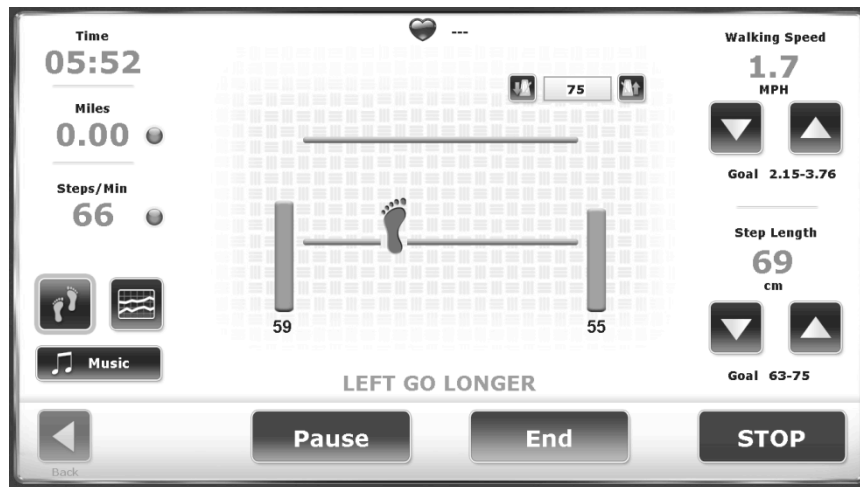 Time
05:52
Miles
0.00
Steps/Min
66
Music
---
75
59
55
LEFT GO LONGER
Walking Speed
1.7
MPH
Goal 2.15-3.76
Step Length
69
cm
Goal 63-75
Back
Pause
End
STOP